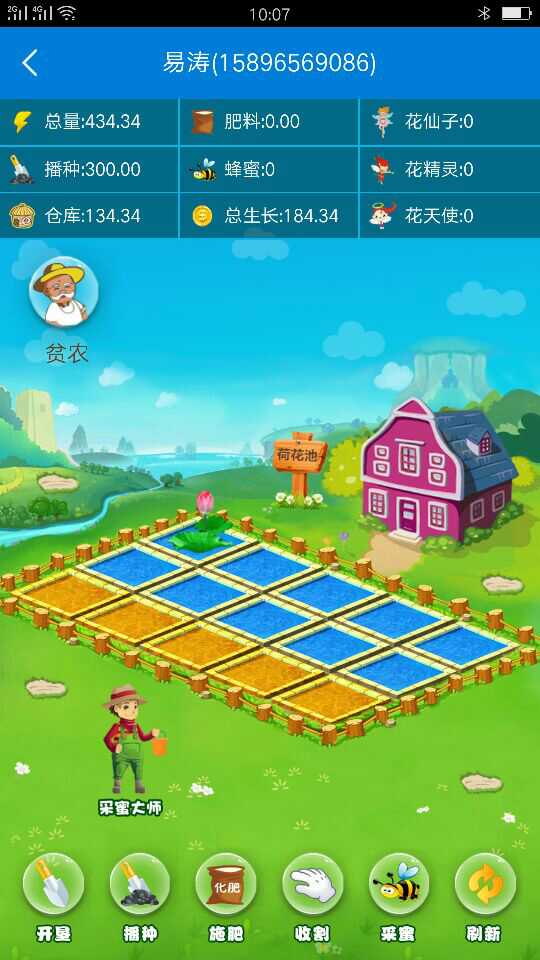 2G 4G 10:07
易涛(15896569086)
总量:434.34 肥料:0.00 花仙子:0
播种:300.00 蜂蜜:0 花精灵:0
仓库:134.34 总生长:184.34 花天使:0
贫农
荷花池
采蜜大师
化肥
开垦 播种 施肥 收割 采蜜 刷新